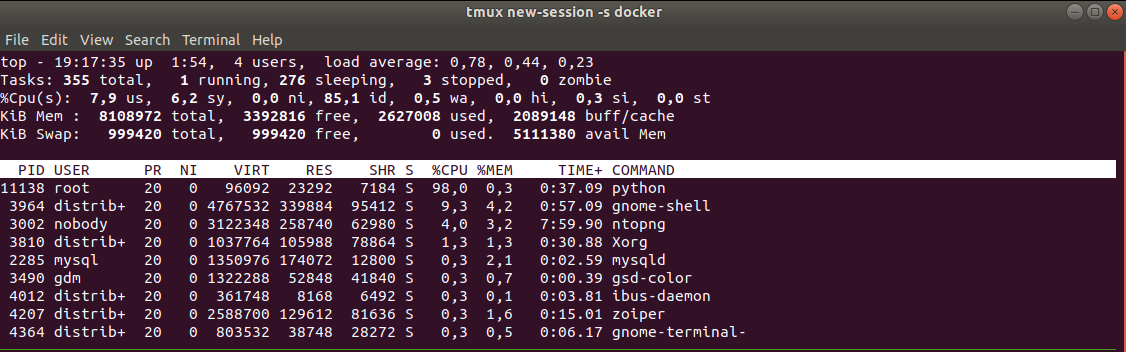 tmux new-session -s docker
File Edit View Search Terminal Help
top - 19:17:35 up  1:54,  4 users,  load average: 0,78, 0,44, 0,23
Tasks: 355 total,   1 running, 276 sleeping,   3 stopped,   0 zombie
%Cpu(s):  7,9 us,  6,2 sy,  0,0 ni, 85,1 id,  0,5 wa,  0,0 hi,  0,3 si,  0,0 st
KiB Mem :  8108972 total,  3392816 free,  2627008 used,  2089148 buff/cache
KiB Swap:   999420 total,   999420 free,        0 used.  5111380 avail Mem
  PID USER      PR  NI    VIRT    RES    SHR S  %CPU %MEM     TIME+ COMMAND
11138 root      20   0   96092  23292   7184 S  98,0  0,3   0:37.09 python
 3964 distrib+  20   0 4767532 339884  95412 S   9,3  4,2   0:57.09 gnome-shell
 3002 nobody    20   0 3122348 258740  62980 S   4,0  3,2   7:59.90 ntopng
 3810 distrib+  20   0 1037764 105988  78864 S   1,3  1,3   0:30.88 Xorg
 2285 mysql     20   0 1350976 174072  12800 S   0,3  2,1   0:02.59 mysqld
 3490 gdm       20   0 1322288  52848  41840 S   0,3  0,7   0:00.39 gsd-color
 4012 distrib+  20   0  361748   8168   6492 S   0,3  0,1   0:03.81 ibus-daemon
 4207 distrib+  20   0 2588700 129612  81636 S   0,3  1,6   0:15.01 zoiper
 4364 distrib+  20   0  803532  38748  28272 S   0,3  0,5   0:06.17 gnome-terminal-